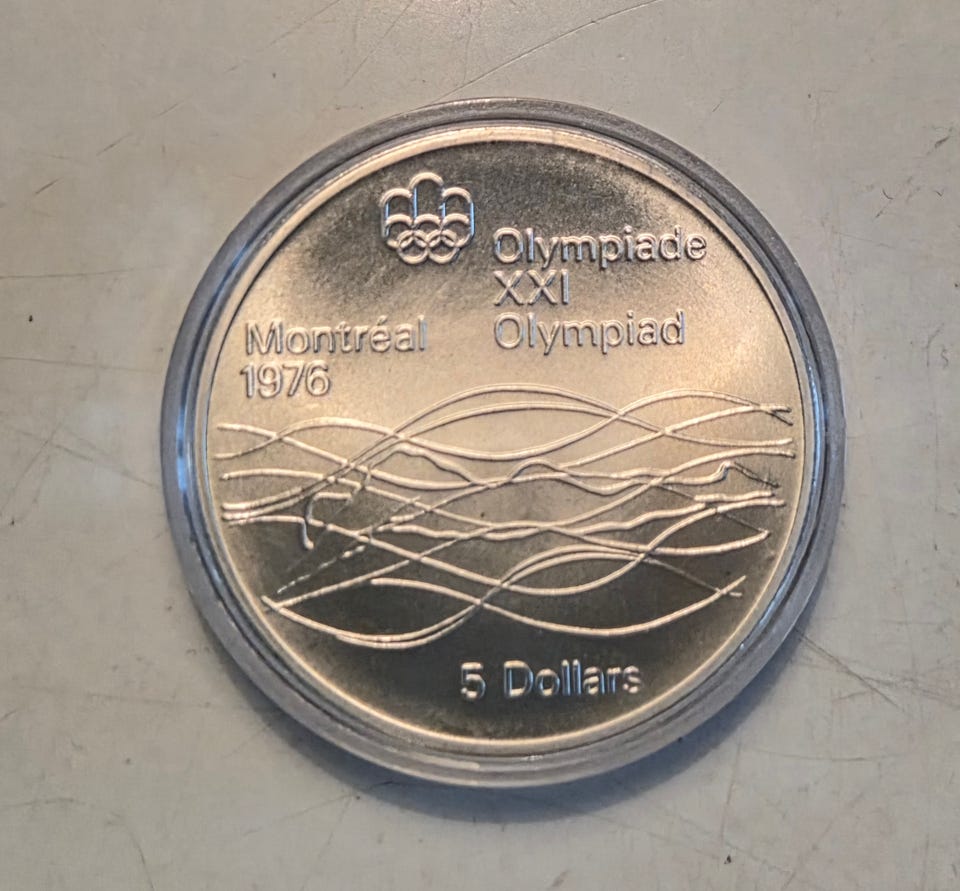 Olympiade
XXI
Olympiad
Montréal
1976
5 Dollars